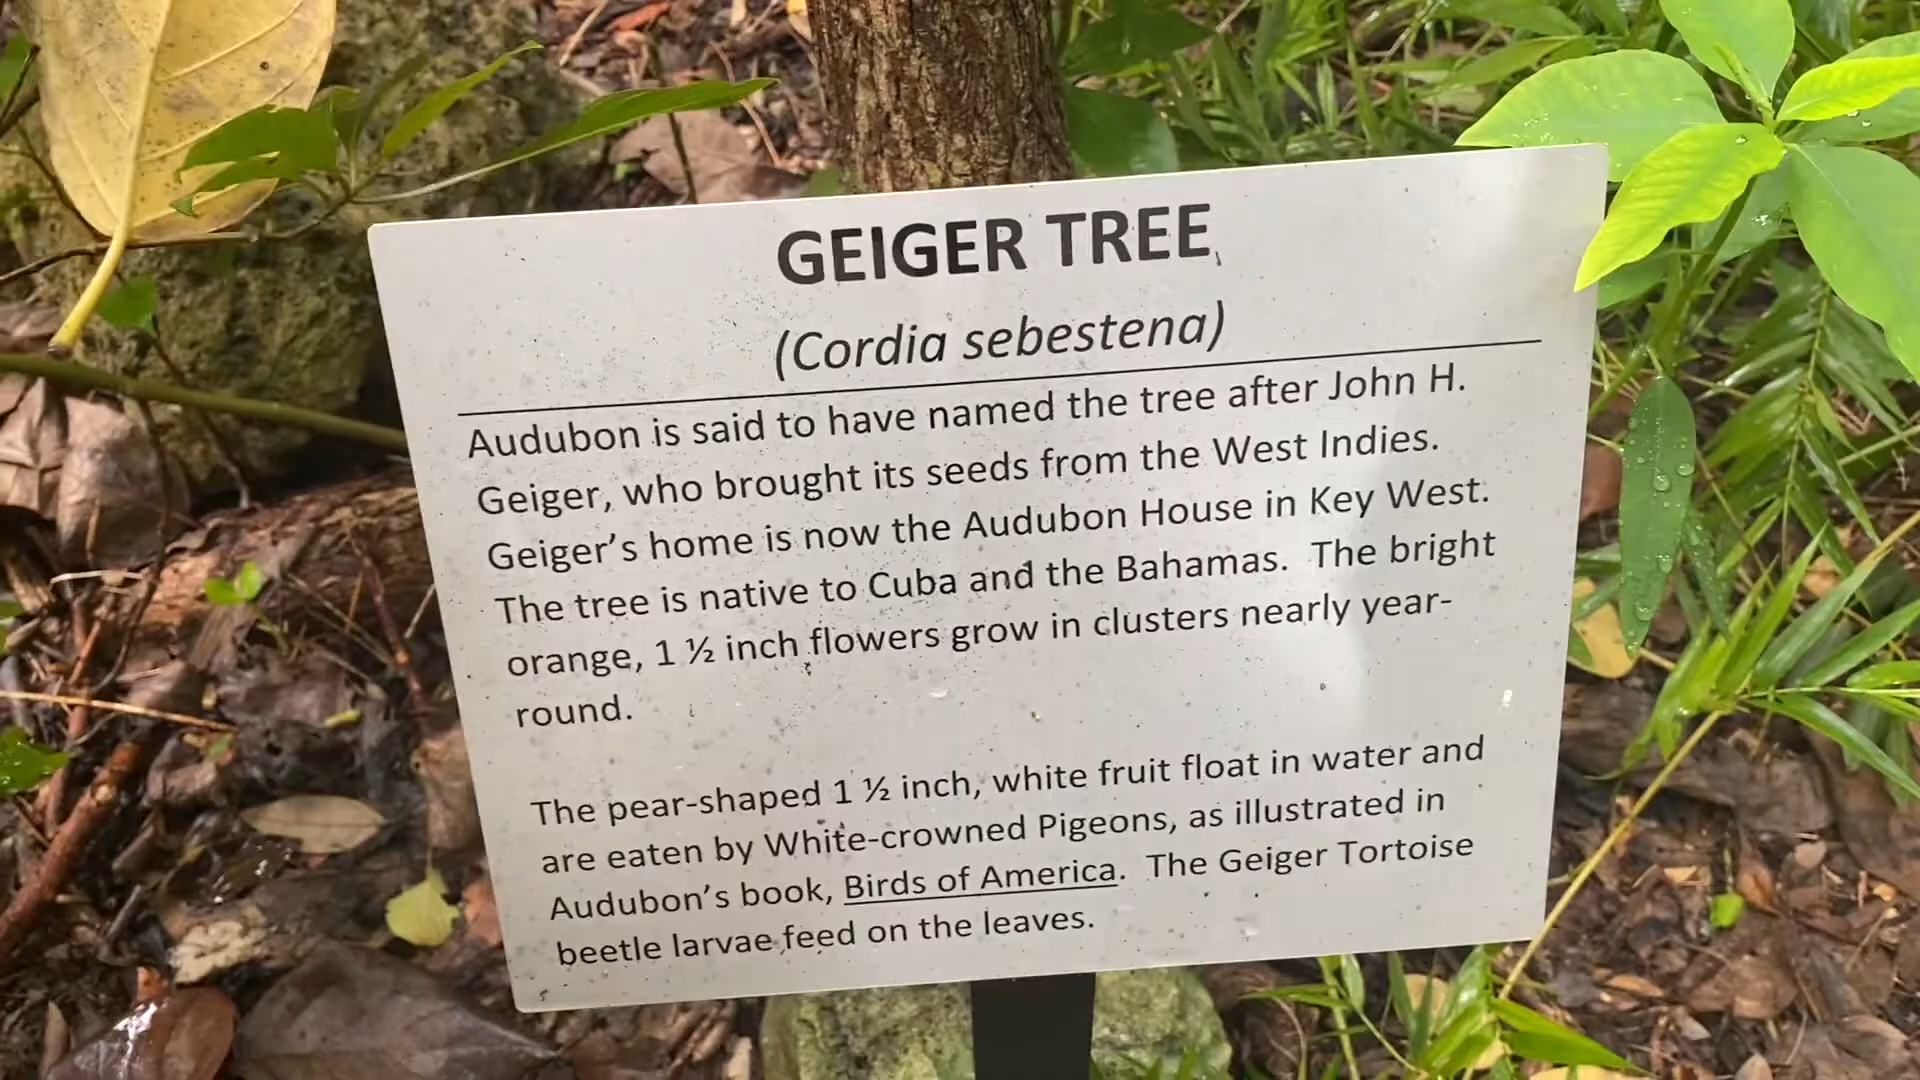 GEIGER TREE
(Cordia sebestena)
Audubon is said to have named the tree after John H.
Geiger, who brought its seeds from the West Indies.
Geiger's home is now the Audubon House in Key West.
The tree is native to Cuba and the Bahamas.  The bright
orange, 1 ½ inch flowers grow in clusters nearly year-
round.
The pear-shaped 1 ½ inch, white fruit float in water and
are eaten by White-crowned Pigeons, as illustrated in
Audubon's book, Birds of America.  The Geiger Tortoise
beetle larvae feed on the leaves.